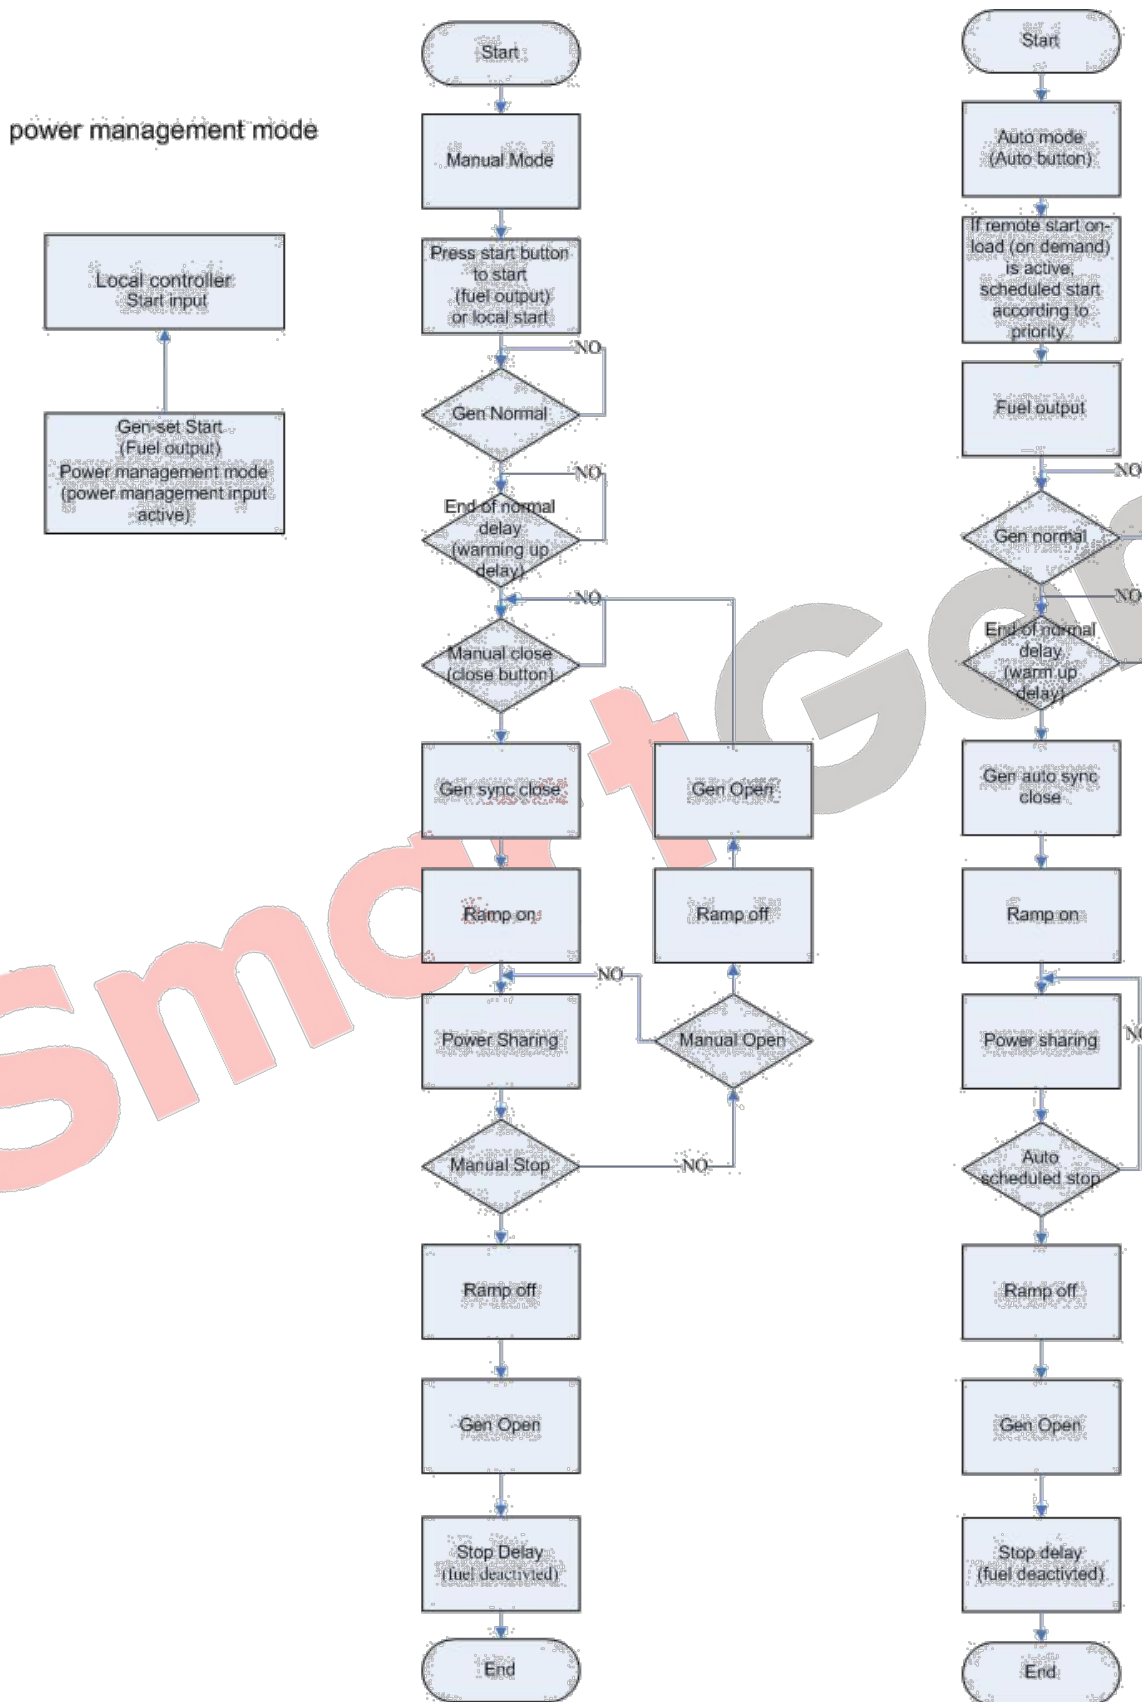 power management mode
Local controller
Start input
Gen-set Start
(Fuel output)
Power management mode
(power management input
active)
Start
Manual Mode
Press start button
to start
(fuel output)
or local start
NO
Gen Normal
NO
End of normal
delay
(warming up
delay)
NO
Manual close
(close button)
Gen sync close
Gen Open
Ramp on
Ramp off
NO
Power Sharing
Manual Open
Manual Stop
NO
Ramp off
Gen Open
Stop Delay
(fuel deactivted)
End
Start
Auto mode
(Auto button)
If remote start on-
load (on demand)
is active,
scheduled start
according to
priority.
Fuel output
NO
Gen normal
NO
End of normal
delay
(warm up
delay)
Gen auto sync
close
Ramp on
Power sharing
NO
Auto
scheduled stop
Ramp off
Gen Open
Stop delay
(fuel deactivted)
End
SmartGen